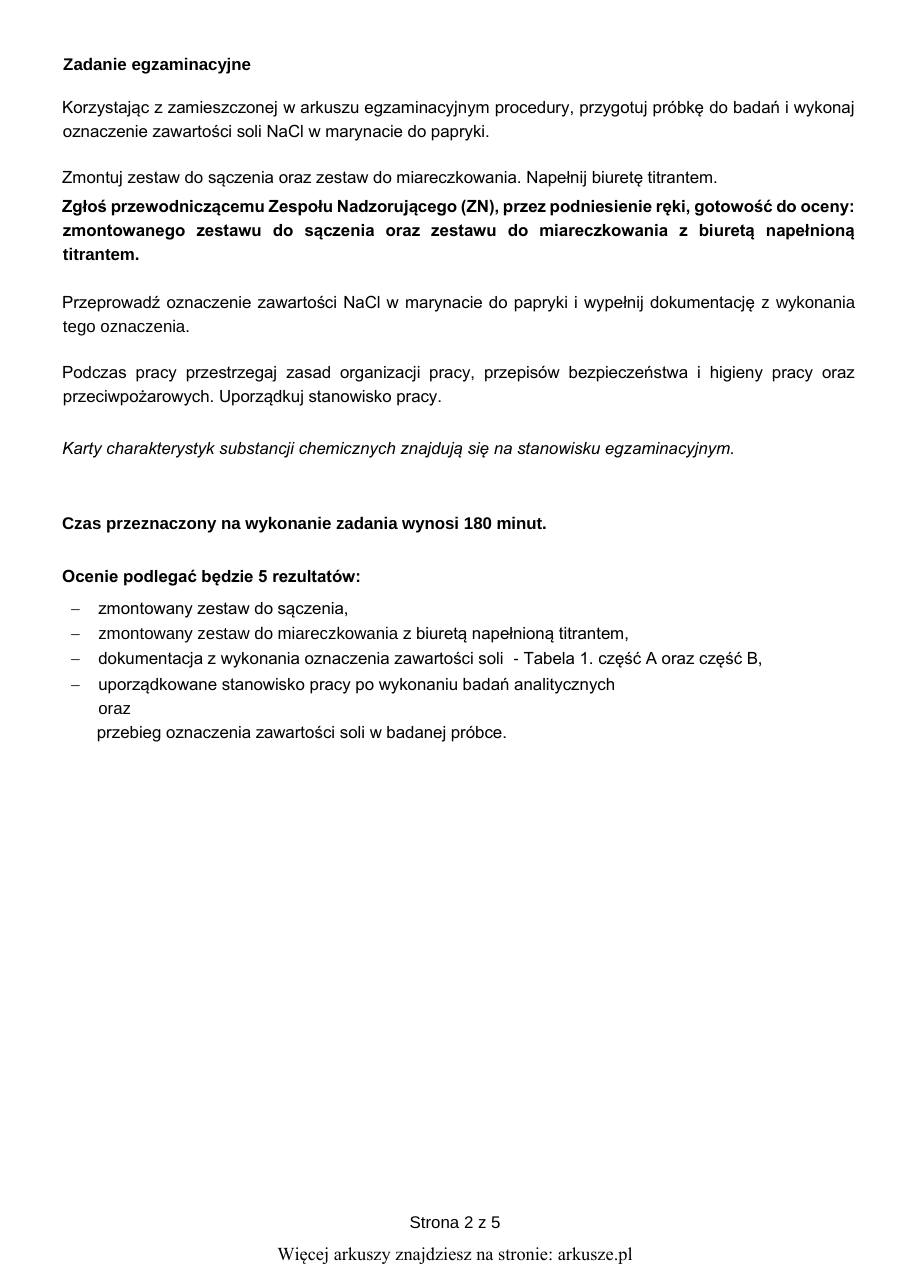 Zadanie egzaminacyjne
Korzystając z zamieszczonej w arkuszu egzaminacyjnym procedury, przygotuj próbkę do badań i wykonaj
oznaczenie zawartości soli NaCl w marynacie do papryki.
Zmontuj zestaw do sączenia oraz zestaw do miareczkowania. Napełnij biuretę titrantem.
Zgłoś przewodniczącemu Zespołu Nadzorującego (ZN), przez podniesienie ręki, gotowość do oceny:
zmontowanego zestawu do sączenia oraz zestawu do miareczkowania z biuretą napełnioną
titrantem.
Przeprowadź oznaczenie zawartości NaCl w marynacie do papryki i wypełnij dokumentację z wykonania
tego oznaczenia.
Podczas pracy przestrzegaj zasad organizacji pracy, przepisów bezpieczeństwa i higieny pracy oraz
przeciwpożarowych. Uporządkuj stanowisko pracy.
Karty charakterystyk substancji chemicznych znajdują się na stanowisku egzaminacyjnym.
Czas przeznaczony na wykonanie zadania wynosi 180 minut.
Ocenie podlegać będzie 5 rezultatów:
– zmontowany zestaw do sączenia,
– zmontowany zestaw do miareczkowania z biuretą napełnioną titrantem,
– dokumentacja z wykonania oznaczenia zawartości soli - Tabela 1. część A oraz część B,
– uporządkowane stanowisko pracy po wykonaniu badań analitycznych
oraz
przebieg oznaczenia zawartości soli w badanej próbce.
Strona 2 z 5
Więcej arkuszy znajdziesz na stronie: arkusze.pl